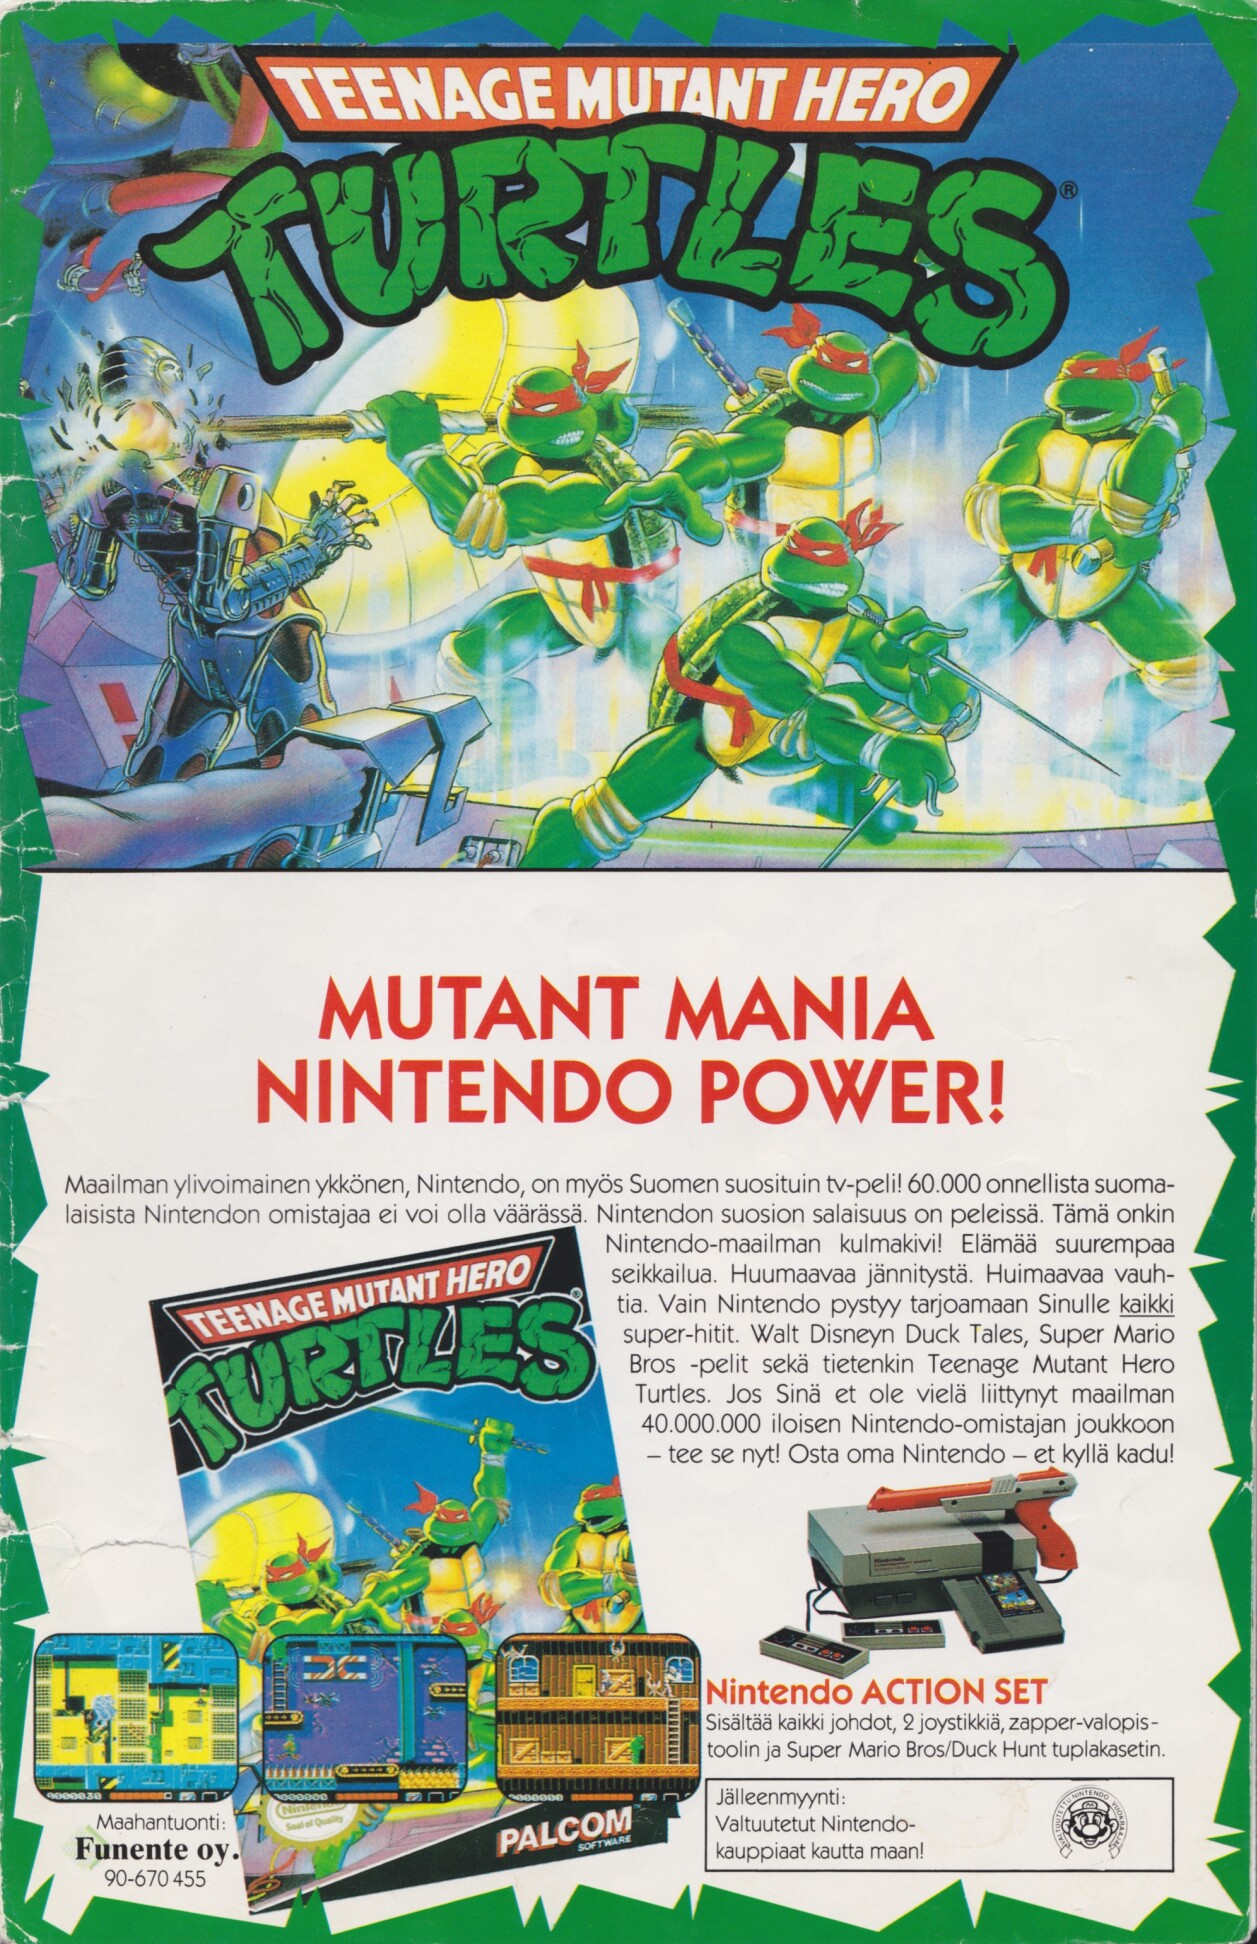 TEENAGE MUTANT HERO
TURTLES®
MUTANT MANIA
NINTENDO POWER!
Maailman ylivoimainen ykkönen, Nintendo, on myös Suomen suosituin tv-peli! 60.000 onnellista suoma-
laisista Nintendon omistajaa ei voi olla väärässä. Nintendon suosion salaisuus on peleissä. Tämä onkin
Nintendo-maailman kulmakivi! Elämää suurempaa
seikkailua. Huumaavaa jännitystä. Huimaavaa vauh-
tia. Vain Nintendo pystyy tarjoamaan Sinulle kaikki
super-hitit. Walt Disneyn Duck Tales, Super Mario
Bros -pelit sekä tietenkin Teenage Mutant Hero
Turtles. Jos Sinä et ole vielä liittynyt maailman
40.000.000 iloisen Nintendo-omistajan joukkoon
– tee se nyt! Osta oma Nintendo – et kyllä kadu!
TEENAGE MUTANT HERO
TURTLES®
Nintendo
Seal of Quality
PALCOM
SOFTWARE
Maahantuonti:
Funente oy.
90-670 455
Nintendo
Nintendo ACTION SET
Sisältää kaikki johdot, 2 joystikkiä, zapper-valopis-
toolin ja Super Mario Bros/Duck Hunt tuplakasetin.
Jälleenmyynti:
Valtuutetut Nintendo-
kauppiaat kautta maan!